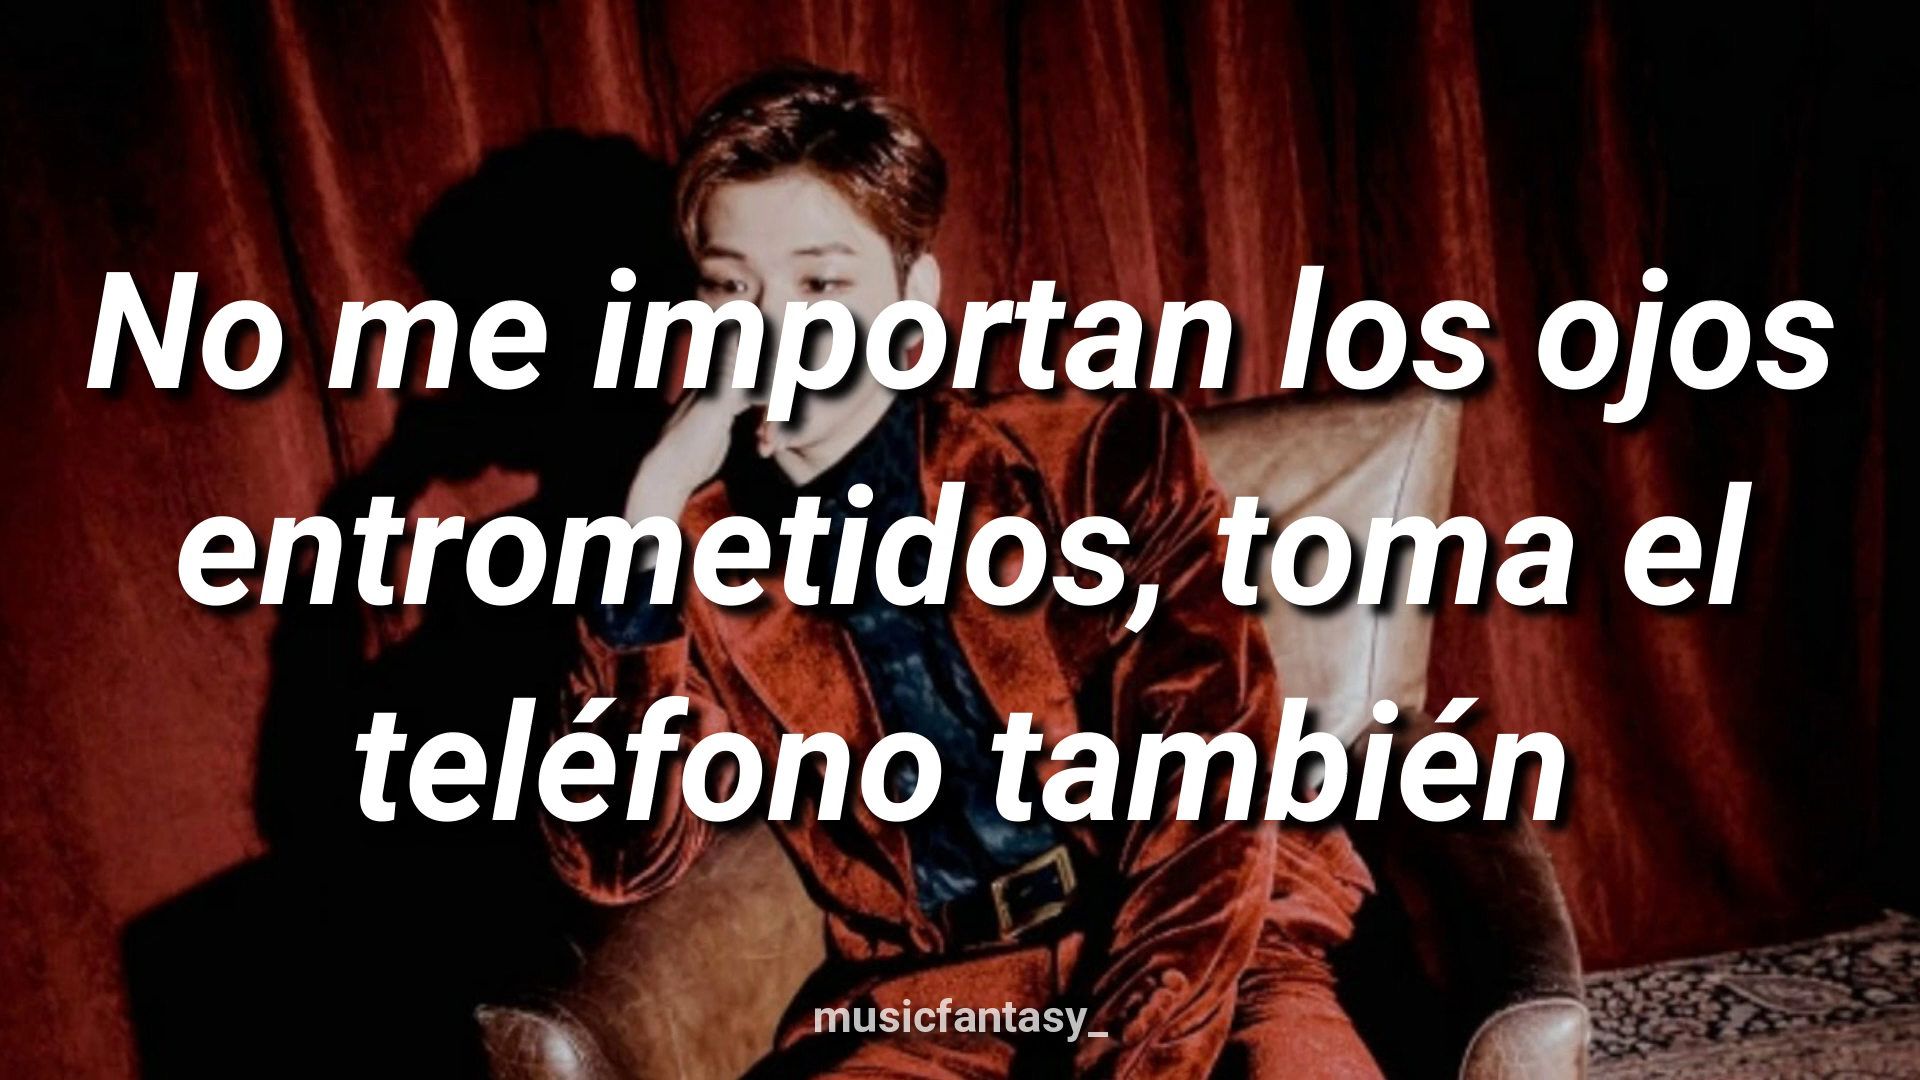 No me importan los ojos
entrometidos, toma el
teléfono también
musicfantasy_